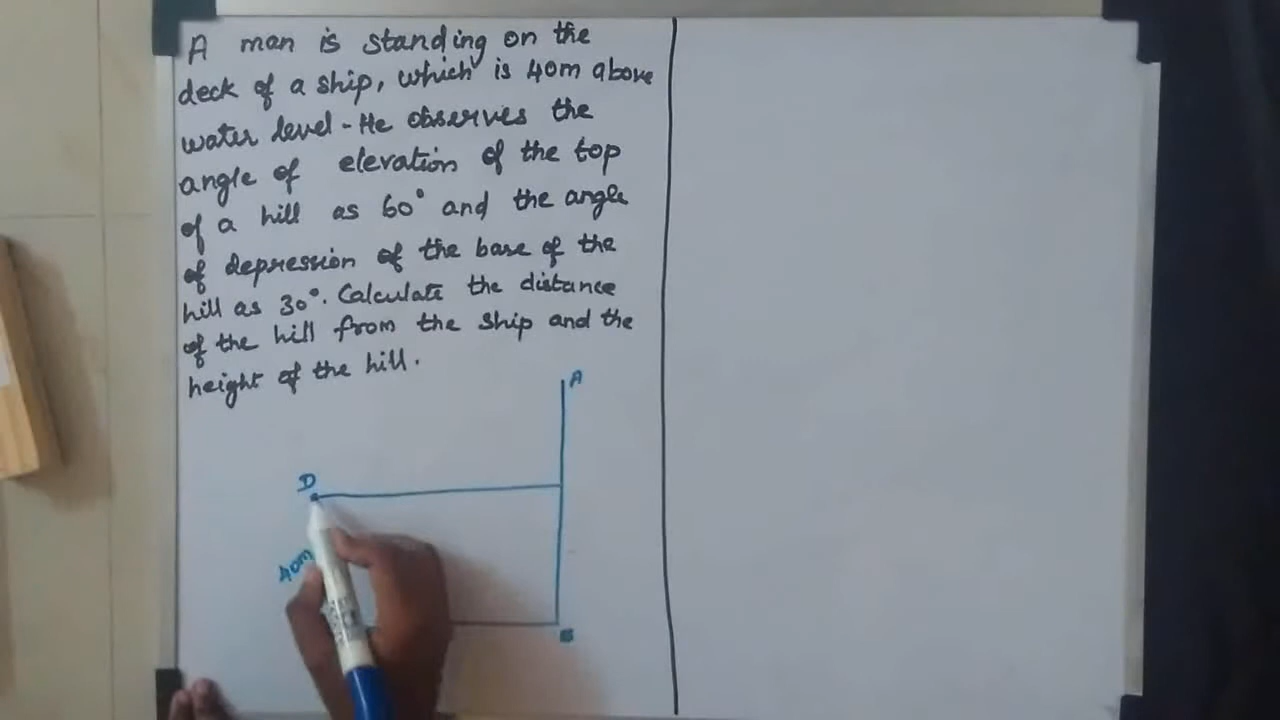 A man is standing on the
deck of a ship, which is 40m above
water level - He observes the
angle of elevation of the top
of a hill as 60° and the angle
of depression of the base of the
hill as 30°. Calculate the distance
of the hill from the ship and the
height of the hill.
A
D
40m
B